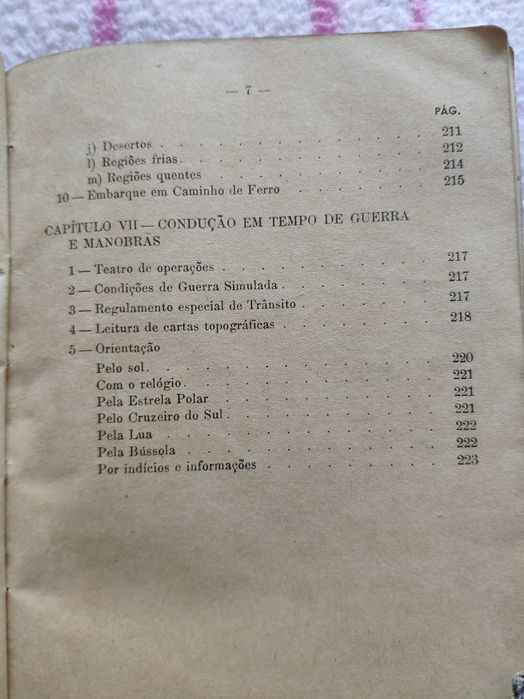 — 7 —
PÁG.
j) Desertos . . . . . . . . . . . 211
l) Regiões frias. . . . . . . . . . 212
m) Regiões quentes . . . . . . . . 214
10 — Embarque em Caminho de Ferro . . . . . 215
CAPÍTULO VII — CONDUÇÃO EM TEMPO DE GUERRA
E MANOBRAS
1 — Teatro de operações . . . . . . . . . 217
2 — Condições de Guerra Simulada . . . . . . 217
3 — Regulamento especial de Trânsito . . . . . 217
4 — Leitura de cartas topográficas . . . . . . 218
5 — Orientação
Pelo sol. . . . . . . . . . . . 220
Com o relógio. . . . . . . . . . 221
Pela Estrela Polar . . . . . . . . 221
Pelo Cruzeiro do Sul. . . . . . . . 221
Pela Lua . . . . . . . . . . . 222
Pela Bússola . . . . . . . . . . 222
Por indícios e informações . . . . . . 223